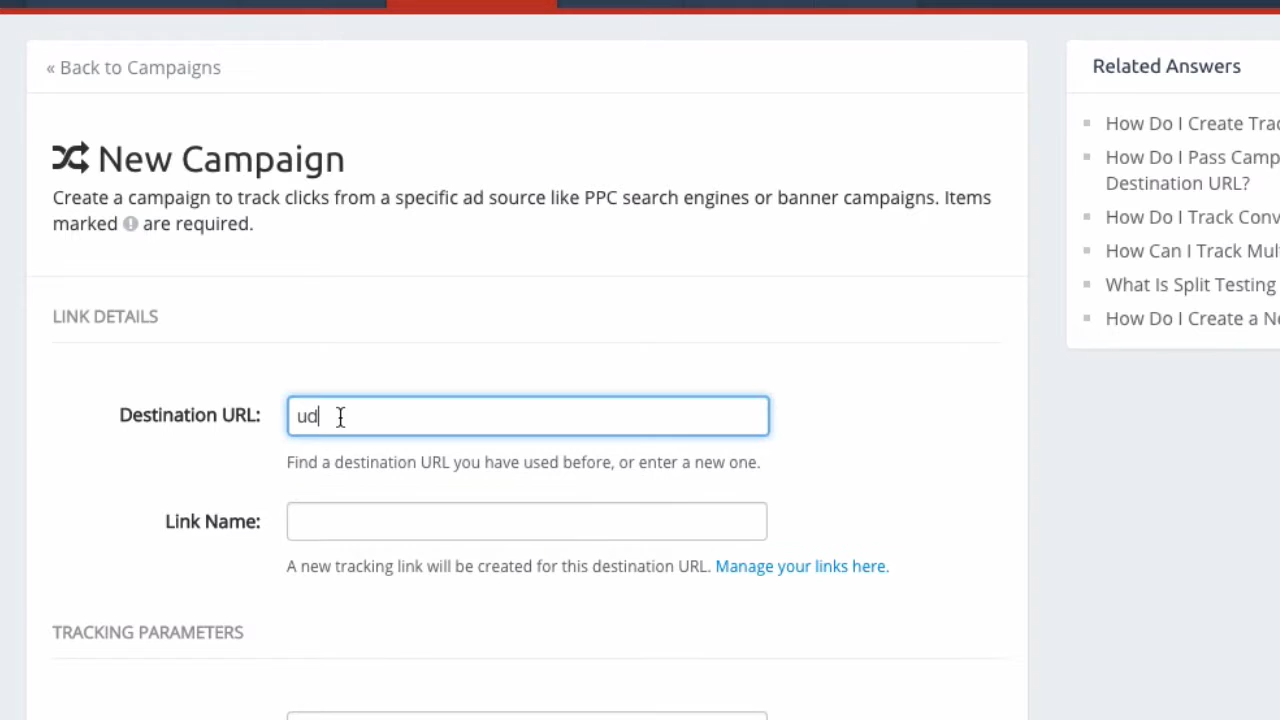 « Back to Campaigns
New Campaign
Create a campaign to track clicks from a specific ad source like PPC search engines or banner campaigns. Items
marked are required.
LINK DETAILS
Destination URL:
ud
Find a destination URL you have used before, or enter a new one.
Link Name:
A new tracking link will be created for this destination URL. Manage your links here.
TRACKING PARAMETERS
Related Answers
How Do I Create
How Do I Pass
Destination URL?
How Do I Track
How Can I Track
What Is Split Testing
How Do I Create a